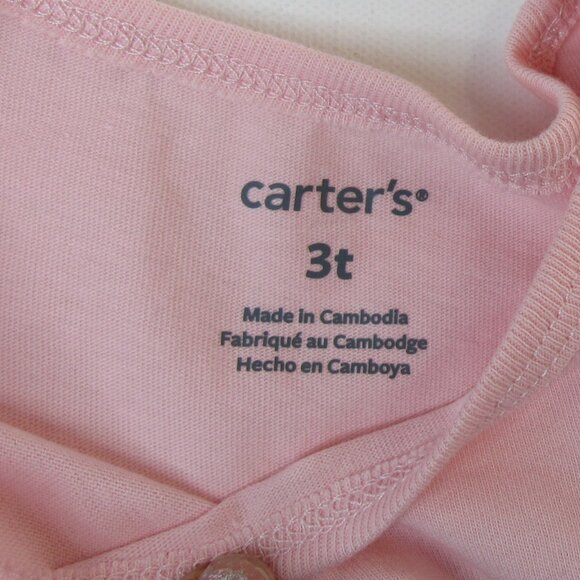 carter's®
3t
Made in Cambodia
Fabriqué au Cambodge
Hecho en Camboya